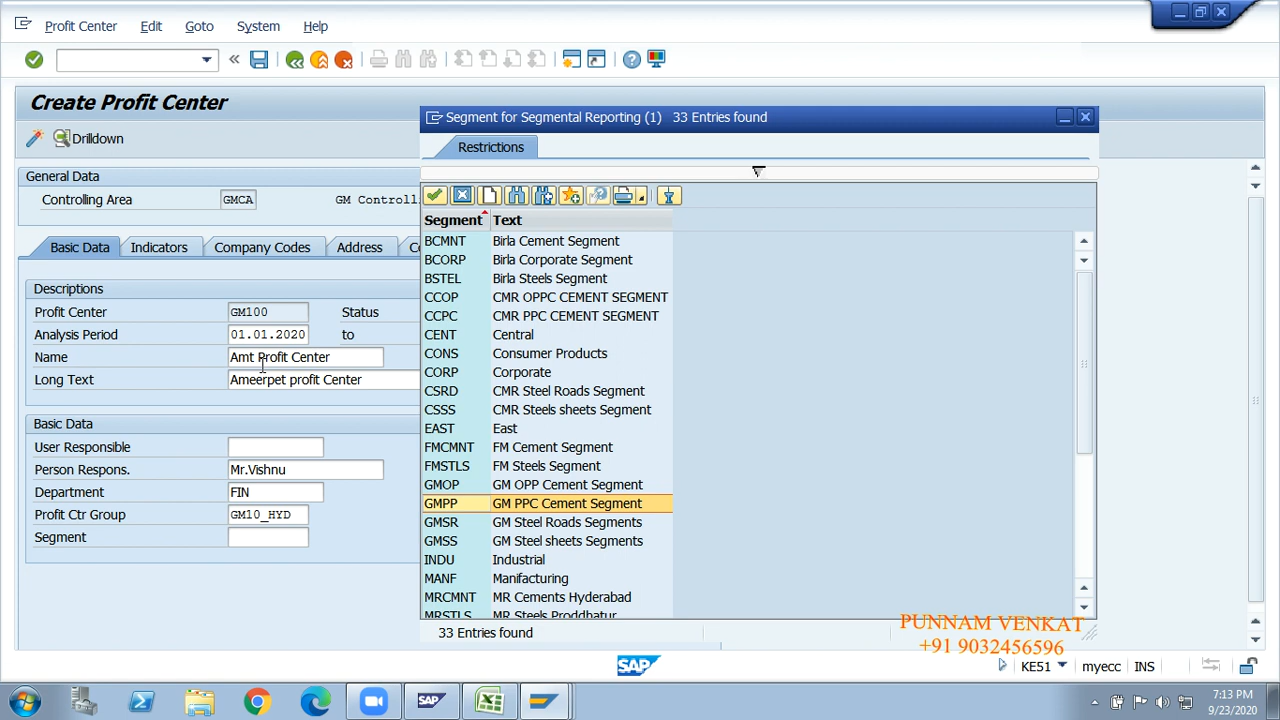 Profit Center Edit Goto System Help
Create Profit Center
Drilldown
General Data
Controlling Area GMCA GM Controlli
Basic Data Indicators Company Codes Address
Descriptions
Profit Center GM100 Status
Analysis Period 01.01.2020 to
Name Amt Profit Center
Long Text Ameerpet profit Center
Basic Data
User Responsible
Person Respons. Mr.Vishnu
Department FIN
Profit Ctr Group GM10_HYD
Segment
Segment for Segmental Reporting (1) 33 Entries found
Restrictions
Segment Text
BCMNT Birla Cement Segment
BCORP Birla Corporate Segment
BSTEL Birla Steels Segment
CCOP CMR OPPC CEMENT SEGMENT
CCPC CMR PPC CEMENT SEGMENT
CENT Central
CONS Consumer Products
CORP Corporate
CSRD CMR Steel Roads Segment
CSSS CMR Steels sheets Segment
EAST East
FMCMNT FM Cement Segment
FMSTLS FM Steels Segment
GMOP GM OPP Cement Segment
GMPP GM PPC Cement Segment
GMSR GM Steel Roads Segments
GMSS GM Steel sheets Segments
INDU Industrial
MANF Manifacturing
MRCMNT MR Cements Hyderabad
MRSTLS MR Steels Proddhatur
33 Entries found
PUNNAM VENKAT
+91 9032456596
SAP
KE51 myecc INS
SAP
7:13 PM
9/23/2020